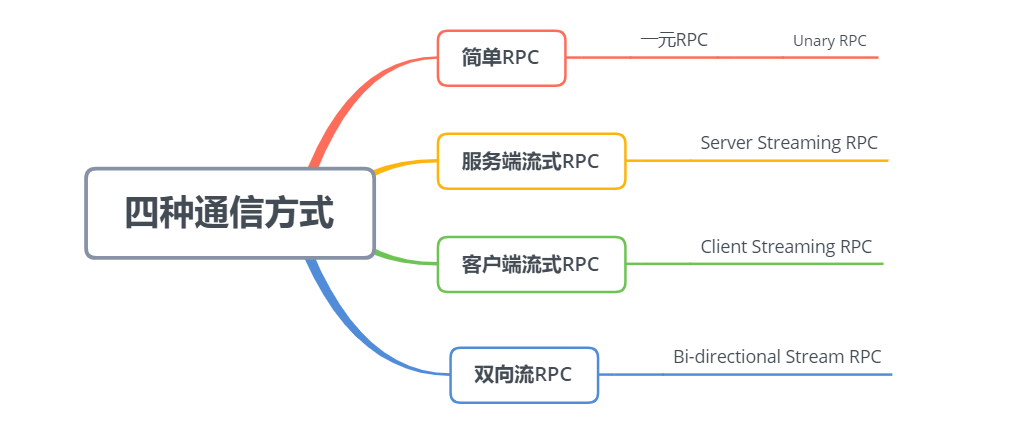 四种通信方式
简单RPC
一元RPC
Unary RPC
服务端流式RPC
Server Streaming RPC
客户端流式RPC
Client Streaming RPC
双向流RPC
Bi-directional Stream RPC